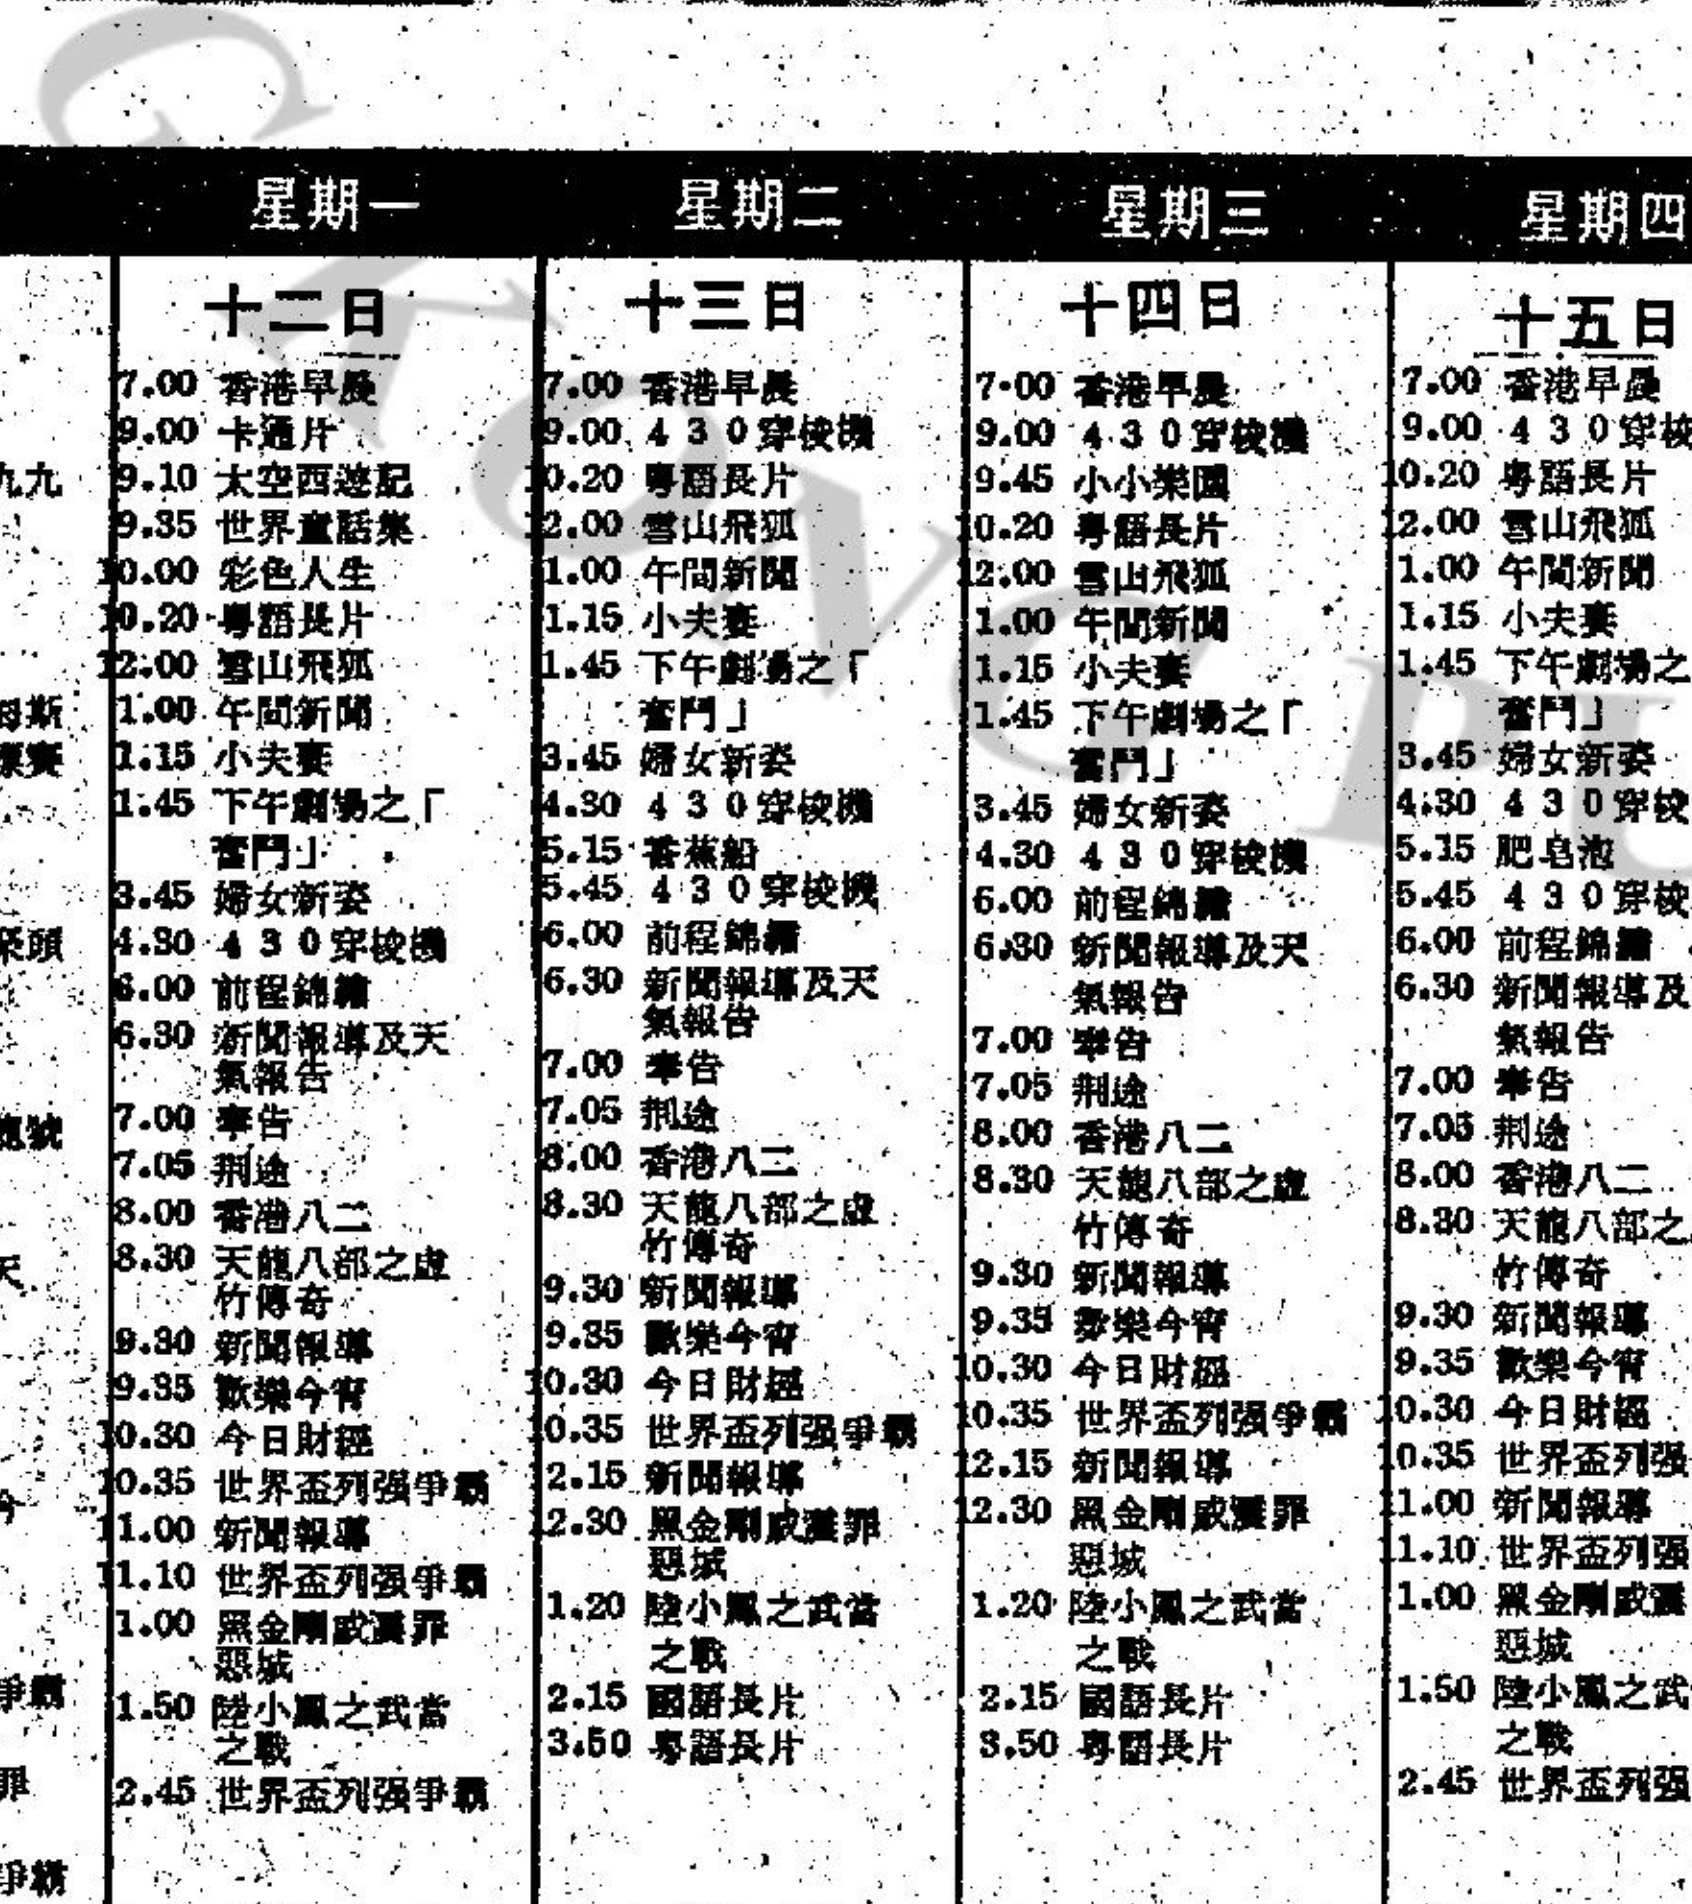 星期一
十二日
7.00 香港早晨
9.00 卡通片
9.10 太空西遊記
9.35 世界童話集
10.00 彩色人生
10.20 粵語長片
12.00 雪山飛狐
1.00 午間新聞
1.15 小夫妻
1.45 下午劇場之「
奮鬥」
3.45 婦女新姿
4.30 430穿梭機
6.00 前程錦繡
6.30 新聞報導及天
氣報告
7.00 專告
7.05 荆途
8.00 香港八二
8.30 天龍八部之虛
竹傳奇
9.30 新聞報導
9.35 歡樂今宵
10.30 今日財經
10.35 世界盃列强爭霸
11.00 新聞報導
11.10 世界盃列强爭霸
1.00 黑金剛威震罪
惡城
1.50 陸小鳳之武當
之戰
2.45 世界盃列强爭霸
星期二
十三日
7.00 香港早晨
9.00 430穿梭機
10.20 粵語長片
12.00 雪山飛狐
1.00 午間新聞
1.15 小夫妻
1.45 下午劇場之「
奮鬥」
3.45 婦女新姿
4.30 430穿梭機
5.15 香蕉船
5.45 430穿梭機
6.00 前程錦繡
6.30 新聞報導及天
氣報告
7.00 專告
7.05 荆途
8.00 香港八二
8.30 天龍八部之虛
竹傳奇
9.30 新聞報導
9.35 歡樂今宵
10.30 今日財經
10.35 世界盃列强爭霸
12.15 新聞報導
12.30 黑金剛威震罪
惡城
1.20 陸小鳳之武當
之戰
2.15 國語長片
3.50 粵語長片
星期三
十四日
7.00 香港早晨
9.00 430穿梭機
9.45 小小樂園
10.20 粵語長片
12.00 雪山飛狐
1.00 午間新聞
1.15 小夫妻
1.45 下午劇場之「
奮鬥」
3.45 婦女新姿
4.30 430穿梭機
6.00 前程錦繡
6.30 新聞報導及天
氣報告
7.00 專告
7.05 荆途
8.00 香港八二
8.30 天龍八部之虛
竹傳奇
9.30 新聞報導
9.35 歡樂今宵
10.30 今日財經
10.35 世界盃列强爭霸
12.15 新聞報導
12.30 黑金剛威震罪
惡城
1.20 陸小鳳之武當
之戰
2.15 國語長片
3.50 粵語長片
星期四
十五日
7.00 香港早晨
9.00 430穿梭
10.20 粵語長片
12.00 雪山飛狐
1.00 午間新聞
1.15 小夫妻
1.45 下午劇場之
奮鬥」
3.45 婦女新姿
4.30 430穿梭
5.15 肥皂泡
5.45 430穿梭
6.00 前程錦繡
6.30 新聞報導及
氣報告
7.00 專告
7.05 荆途
8.00 香港八二
8.30 天龍八部之
竹傳奇
9.30 新聞報導
9.35 歡樂今宵
10.30 今日財經
10.35 世界盃列强
11.00 新聞報導
11.10 世界盃列强
1.00 黑金剛威震
惡城
1.50 陸小鳳之武
之戰
2.45 世界盃列强